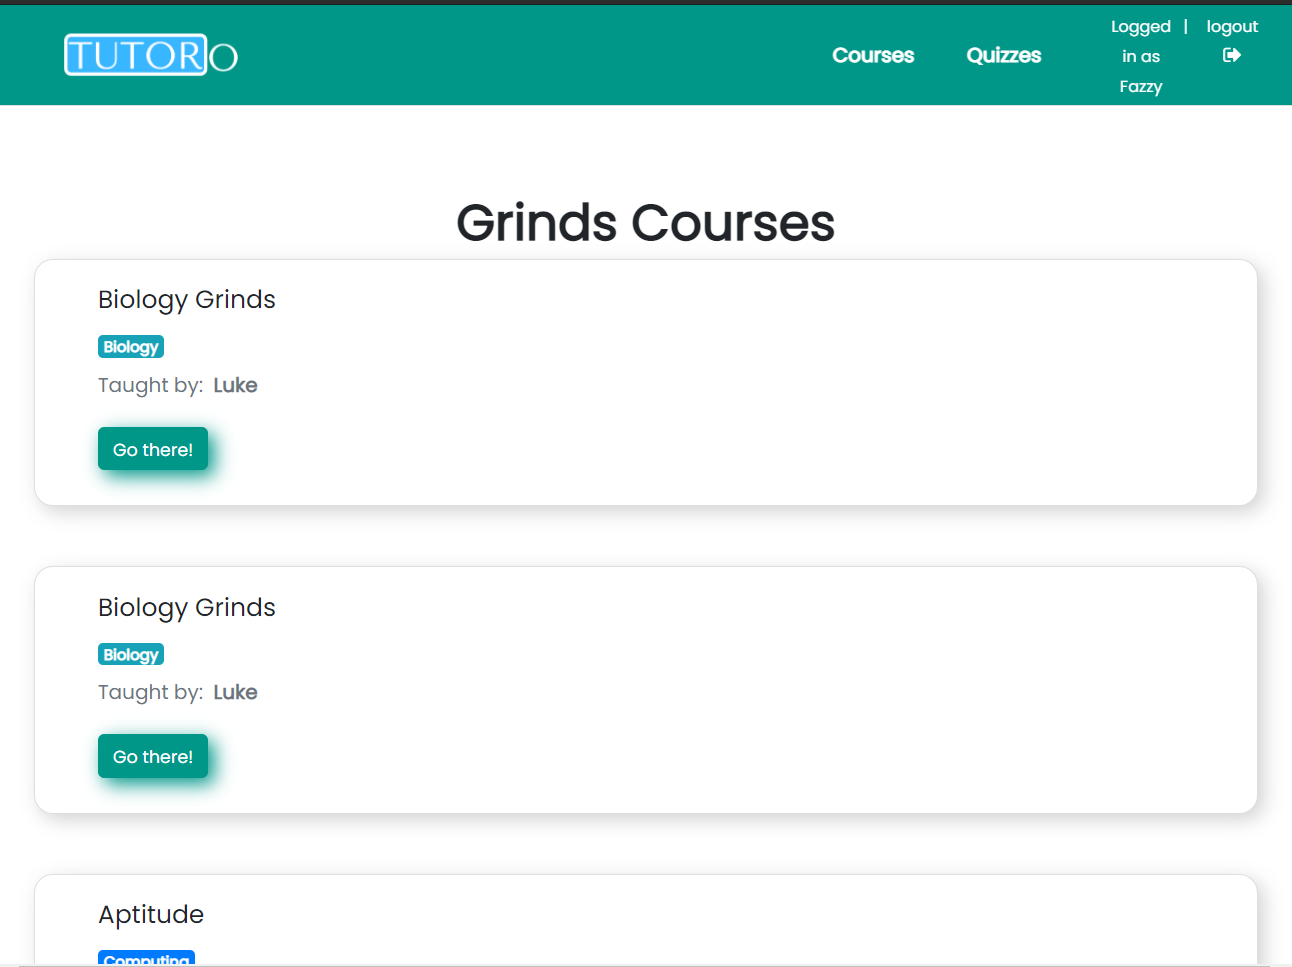 TUTORO
Courses
Quizzes
Logged | logout
in as
Fazzy
Grinds Courses
Biology Grinds
Biology
Taught by: Luke
Go there!
Biology Grinds
Biology
Taught by: Luke
Go there!
Aptitude
Computing